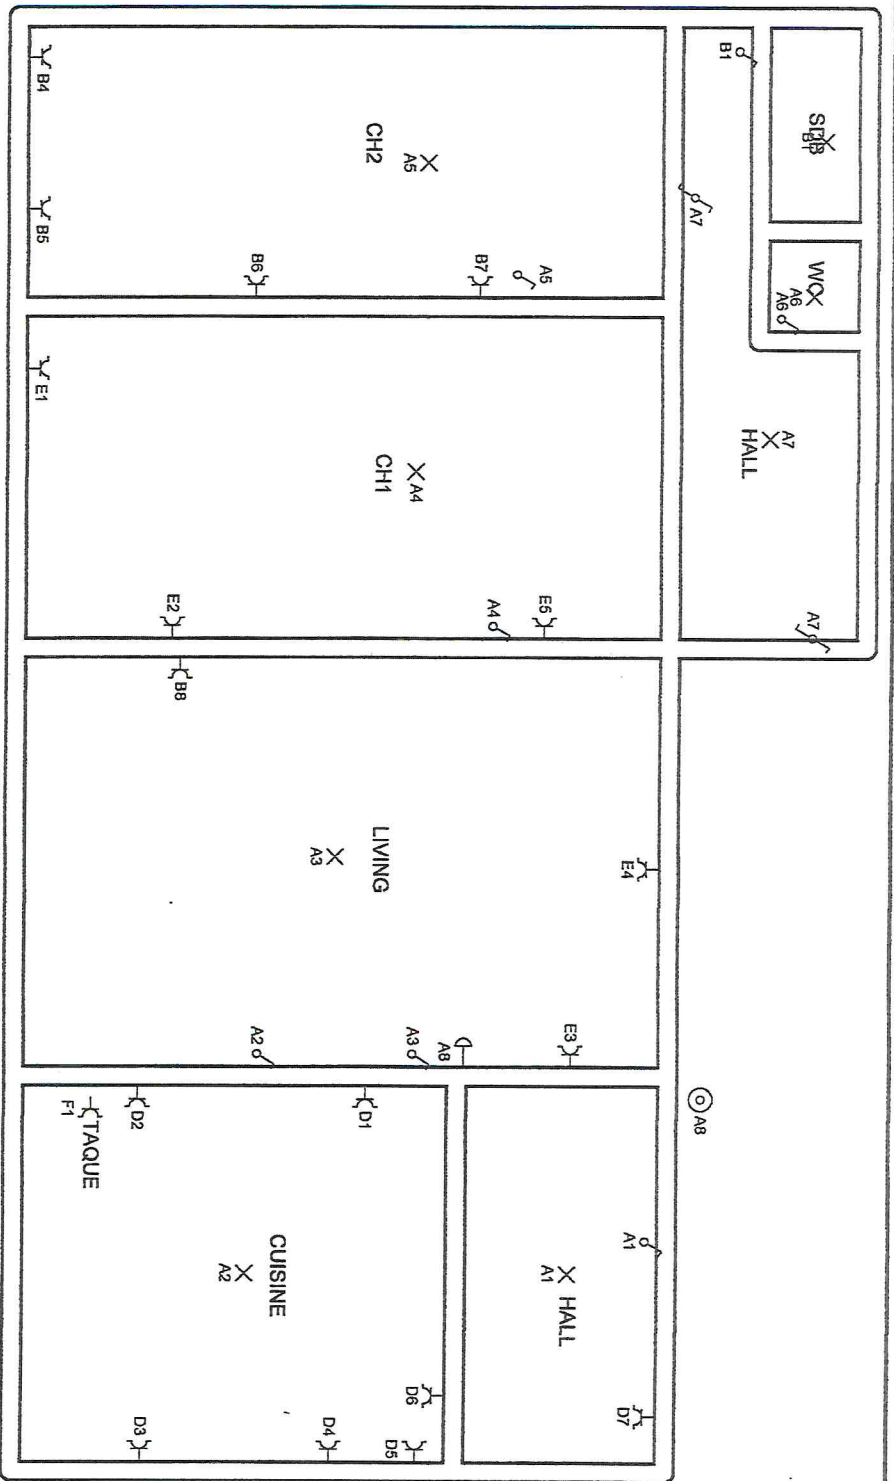 B1
SDB
B1
A7
WC
A6
A6
A7
HALL
A7
B4
CH2
A5
B5
B6
B7
A5
E1
CH1
A4
E2
A4
E5
B8
LIVING
A3
E4
A2
A3
A8
E3
A8
D2
F1
TAQUE
D1
CUISINE
A2
D6
D3
D4
D5
A1
A1
HALL
D7